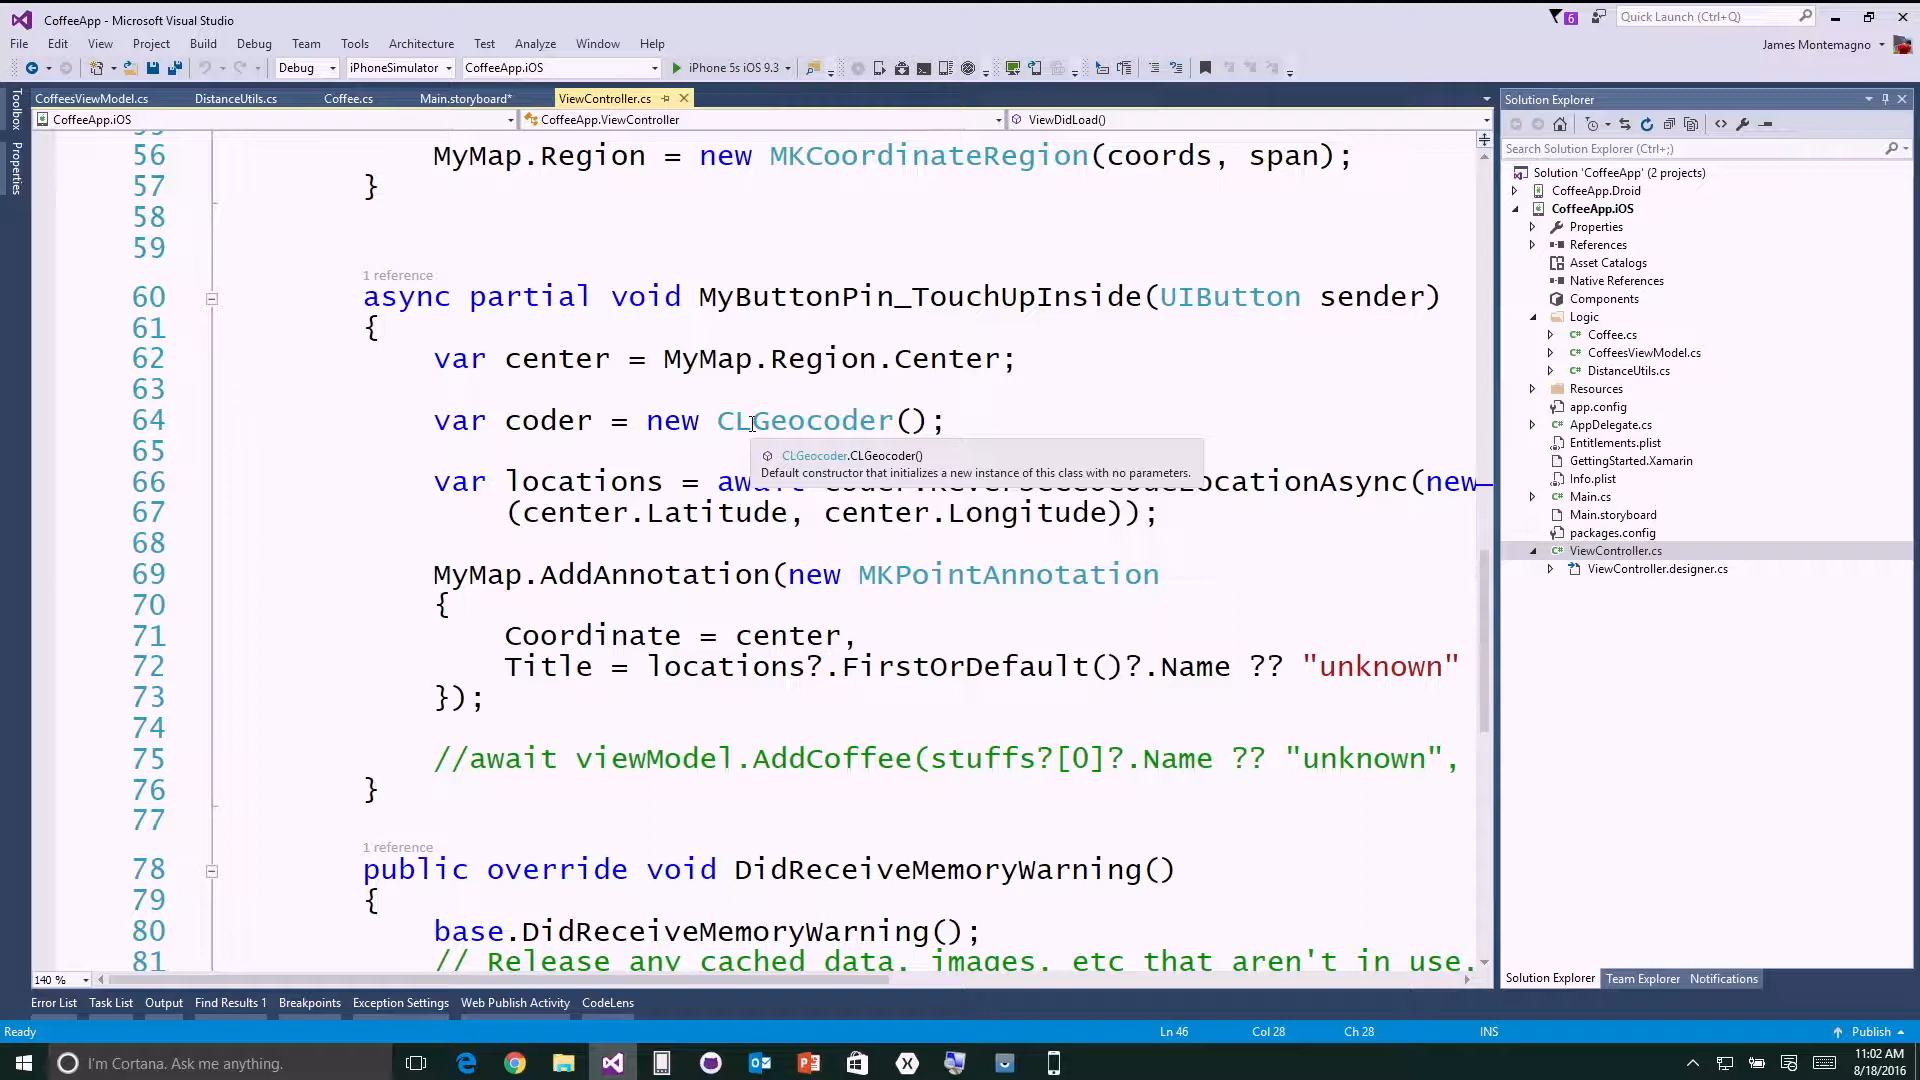 CoffeeApp - Microsoft Visual Studio
6
Quick Launch (Ctrl+Q)
File Edit View Project Build Debug Team Tools Architecture Test Analyze Window Help
James Montemagno
Debug iPhoneSimulator CoffeeApp.iOS iPhone 5s iOS 9.3
Toolbox
Properties
CoffeesViewModel.cs DistanceUtils.cs Coffee.cs Main.storyboard* ViewController.cs
CoffeeApp.iOS CoffeeApp.ViewController ViewDidLoad()
56 MyMap.Region = new MKCoordinateRegion(coords, span);
57 }
58
59
1 reference
60 async partial void MyButtonPin_TouchUpInside(UIButton sender)
61 {
62 var center = MyMap.Region.Center;
63
64 var coder = new CLGeocoder();
65
CLGeocoder.CLGeocoder()
Default constructor that initializes a new instance of this class with no parameters.
66 var locations = await coder.ReverseGeocodeLocationAsync(new
67 (center.Latitude, center.Longitude));
68
69 MyMap.AddAnnotation(new MKPointAnnotation
70 {
71 Coordinate = center,
72 Title = locations?.FirstOrDefault()?.Name ?? "unknown"
73 });
74
75 //await viewModel.AddCoffee(stuffs?[0]?.Name ?? "unknown",
76 }
77
1 reference
78 public override void DidReceiveMemoryWarning()
79 {
80 base.DidReceiveMemoryWarning();
81 // Release any cached data, images, etc that aren't in use.
140 %
Solution Explorer
Search Solution Explorer (Ctrl+;)
Solution 'CoffeeApp' (2 projects)
CoffeeApp.Droid
CoffeeApp.iOS
Properties
References
Asset Catalogs
Native References
Components
Logic
Coffee.cs
CoffeesViewModel.cs
DistanceUtils.cs
Resources
app.config
AppDelegate.cs
Entitlements.plist
GettingStarted.Xamarin
Info.plist
Main.cs
Main.storyboard
packages.config
ViewController.cs
ViewController.designer.cs
Solution Explorer Team Explorer Notifications
Error List Task List Output Find Results 1 Breakpoints Exception Settings Web Publish Activity CodeLens
Ready Ln 46 Col 28 Ch 28 INS Publish
I'm Cortana. Ask me anything.
11:02 AM
8/18/2016